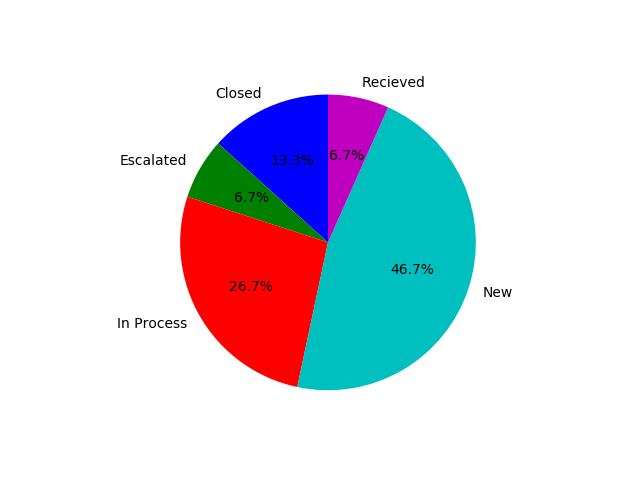 Recieved
Closed
6.7%
13.3%
Escalated
6.7%
46.7%
26.7%
New
In Process